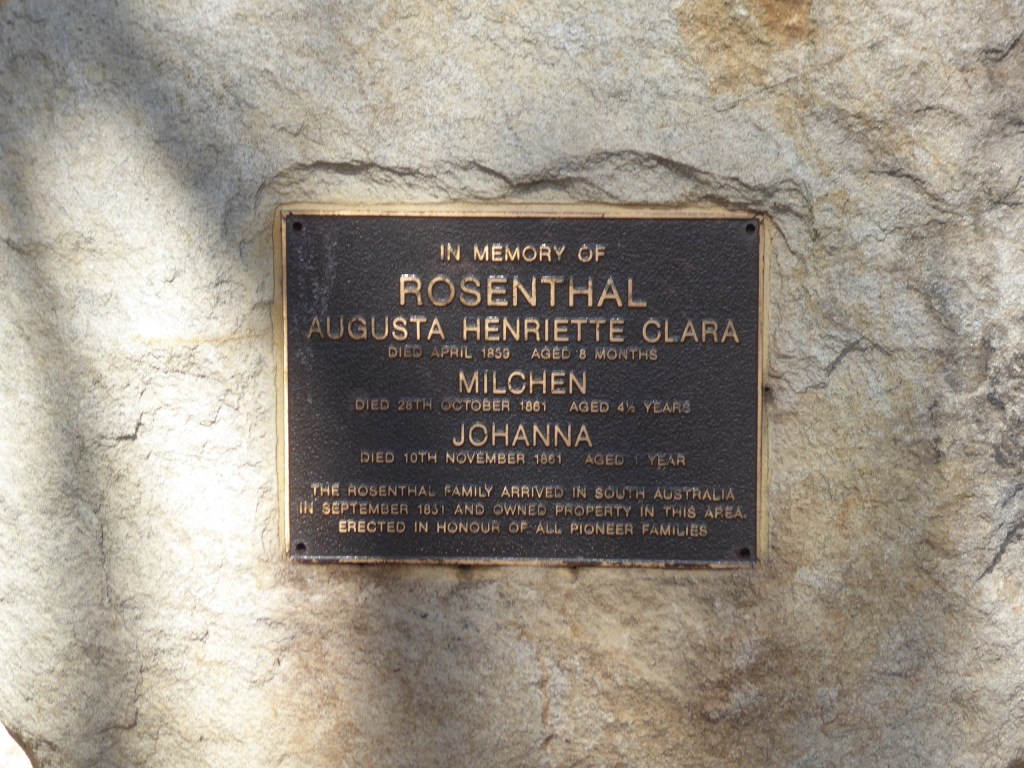 IN MEMORY OF
ROSENTHAL
AUGUSTA HENRIETTE CLARA
DIED APRIL 1859 AGED 8 MONTHS
MILCHEN
DIED 28TH OCTOBER 1861 AGED 4½ YEARS
JOHANNA
DIED 10TH NOVEMBER 1861 AGED 1 YEAR
THE ROSENTHAL FAMILY ARRIVED IN SOUTH AUSTRALIA
IN SEPTEMBER 1851 AND OWNED PROPERTY IN THIS AREA.
ERECTED IN HONOUR OF ALL PIONEER FAMILIES